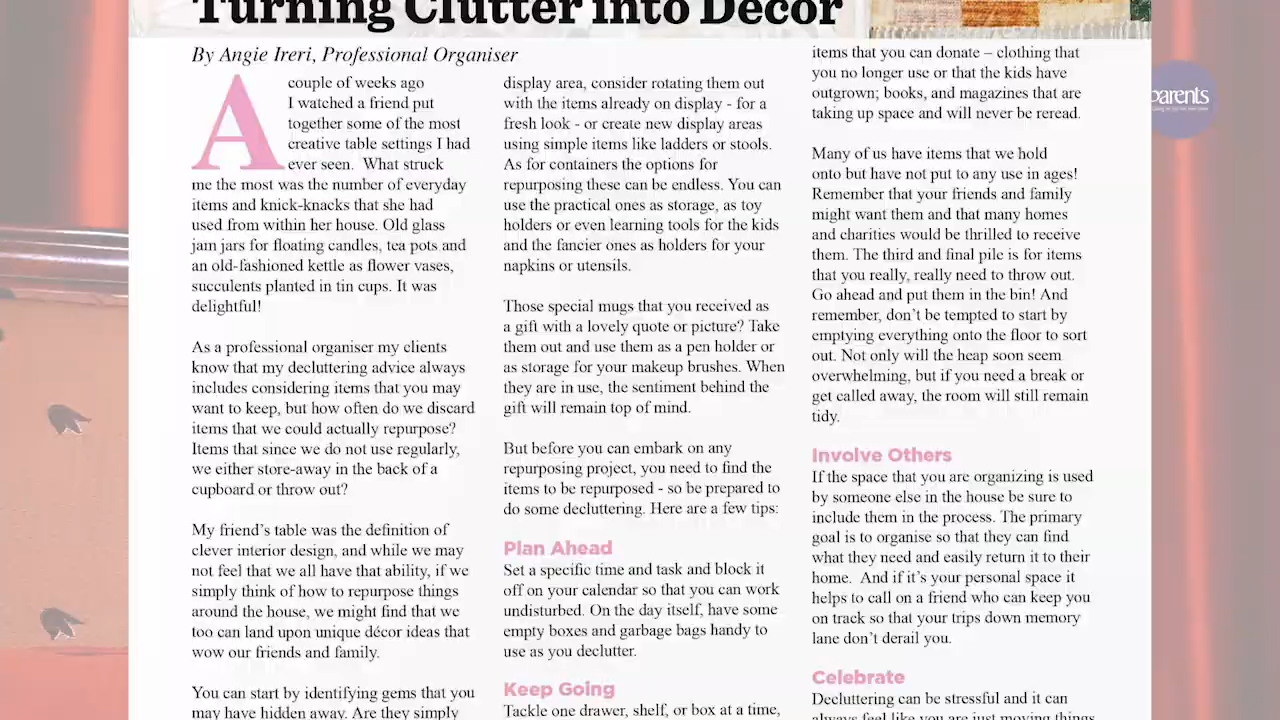 Turning Clutter into Décor
By Angie Ireri, Professional Organiser
A couple of weeks ago
I watched a friend put
together some of the most
creative table settings I had
ever seen. What struck
me the most was the number of everyday
items and knick-knacks that she had
used from within her house. Old glass
jam jars for floating candles, tea pots and
an old-fashioned kettle as flower vases,
succulents planted in tin cups. It was
delightful!
As a professional organiser my clients
know that my decluttering advice always
includes considering items that you may
want to keep, but how often do we discard
items that we could actually repurpose?
Items that since we do not use regularly,
we either store-away in the back of a
cupboard or throw out?
My friend’s table was the definition of
clever interior design, and while we may
not feel that we all have that ability, if we
simply think of how to repurpose things
around the house, we might find that we
too can land upon unique décor ideas that
wow our friends and family.
You can start by identifying gems that you
may have hidden away. Are they simply
display area, consider rotating them out
with the items already on display - for a
fresh look - or create new display areas
using simple items like ladders or stools.
As for containers the options for
repurposing these can be endless. You can
use the practical ones as storage, as toy
holders or even learning tools for the kids
and the fancier ones as holders for your
napkins or utensils.
Those special mugs that you received as
a gift with a lovely quote or picture? Take
them out and use them as a pen holder or
as storage for your makeup brushes. When
they are in use, the sentiment behind the
gift will remain top of mind.
But before you can embark on any
repurposing project, you need to find the
items to be repurposed - so be prepared to
do some decluttering. Here are a few tips:
Plan Ahead
Set a specific time and task and block it
off on your calendar so that you can work
undisturbed. On the day itself, have some
empty boxes and garbage bags handy to
use as you declutter.
Keep Going
Tackle one drawer, shelf, or box at a time,
items that you can donate – clothing that
you no longer use or that the kids have
outgrown; books, and magazines that are
taking up space and will never be reread.
Many of us have items that we hold
onto but have not put to any use in ages!
Remember that your friends and family
might want them and that many homes
and charities would be thrilled to receive
them. The third and final pile is for items
that you really, really need to throw out.
Go ahead and put them in the bin! And
remember, don’t be tempted to start by
emptying everything onto the floor to sort
out. Not only will the heap soon seem
overwhelming, but if you need a break or
get called away, the room will still remain
tidy.
Involve Others
If the space that you are organizing is used
by someone else in the house be sure to
include them in the process. The primary
goal is to organise so that they can find
what they need and easily return it to their
home. And if it’s your personal space it
helps to call on a friend who can keep you
on track so that your trips down memory
lane don’t derail you.
Celebrate
Decluttering can be stressful and it can
always feel like you are just moving things
parents